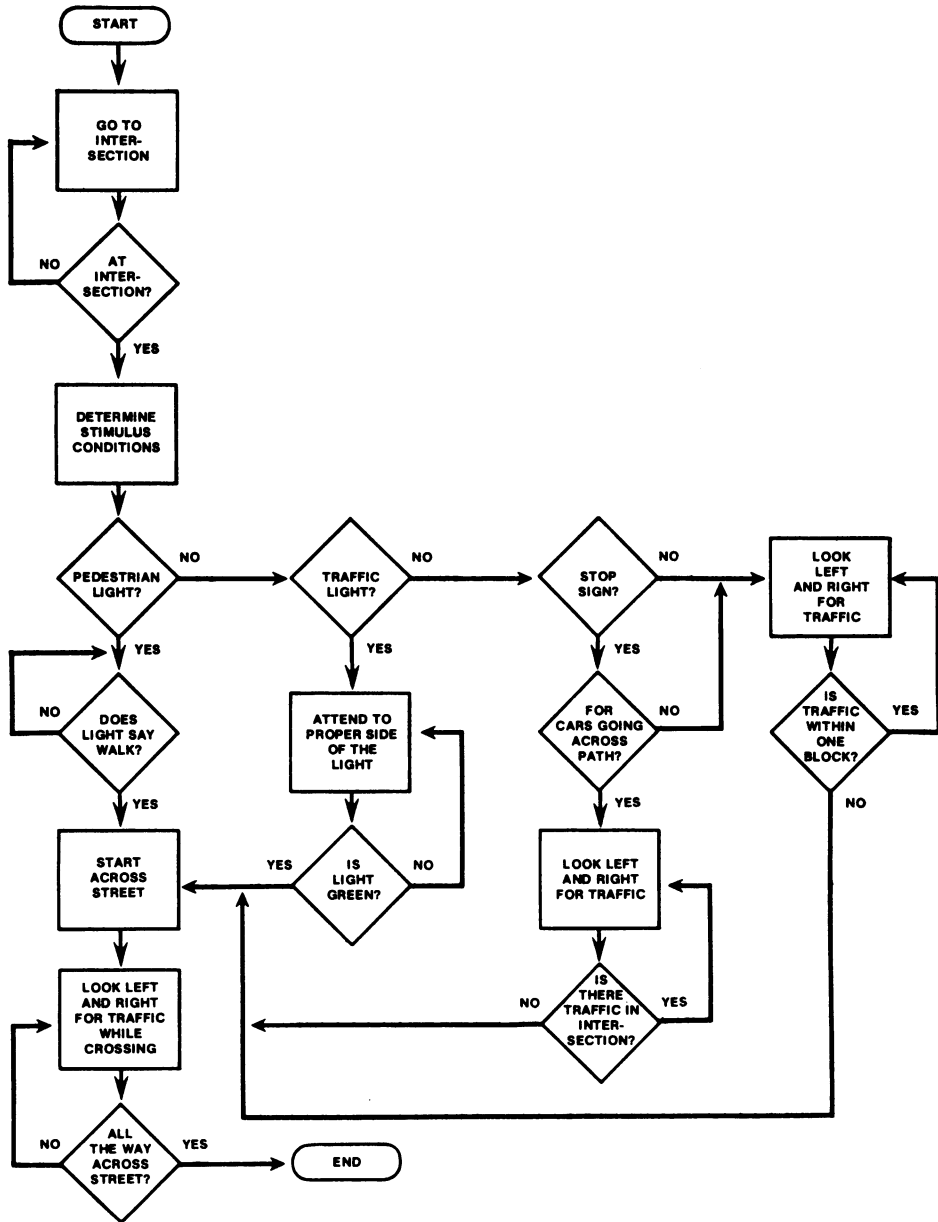 START
GO TO
INTER-
SECTION
AT
INTER-
SECTION?
NO
YES
DETERMINE
STIMULUS
CONDITIONS
PEDESTRIAN
LIGHT?
NO
YES
TRAFFIC
LIGHT?
NO
YES
STOP
SIGN?
NO
YES
LOOK
LEFT
AND RIGHT
FOR
TRAFFIC
DOES
LIGHT SAY
WALK?
NO
YES
ATTEND TO
PROPER SIDE
OF THE
LIGHT
FOR
CARS GOING
ACROSS
PATH?
NO
YES
IS
TRAFFIC
WITHIN
ONE
BLOCK?
YES
NO
START
ACROSS
STREET
YES
IS
LIGHT
GREEN?
NO
LOOK LEFT
AND RIGHT
FOR TRAFFIC
LOOK LEFT
AND RIGHT
FOR TRAFFIC
WHILE
CROSSING
NO
IS
THERE
TRAFFIC IN
INTER-
SECTION?
YES
NO
ALL
THE WAY
ACROSS
STREET?
YES
END